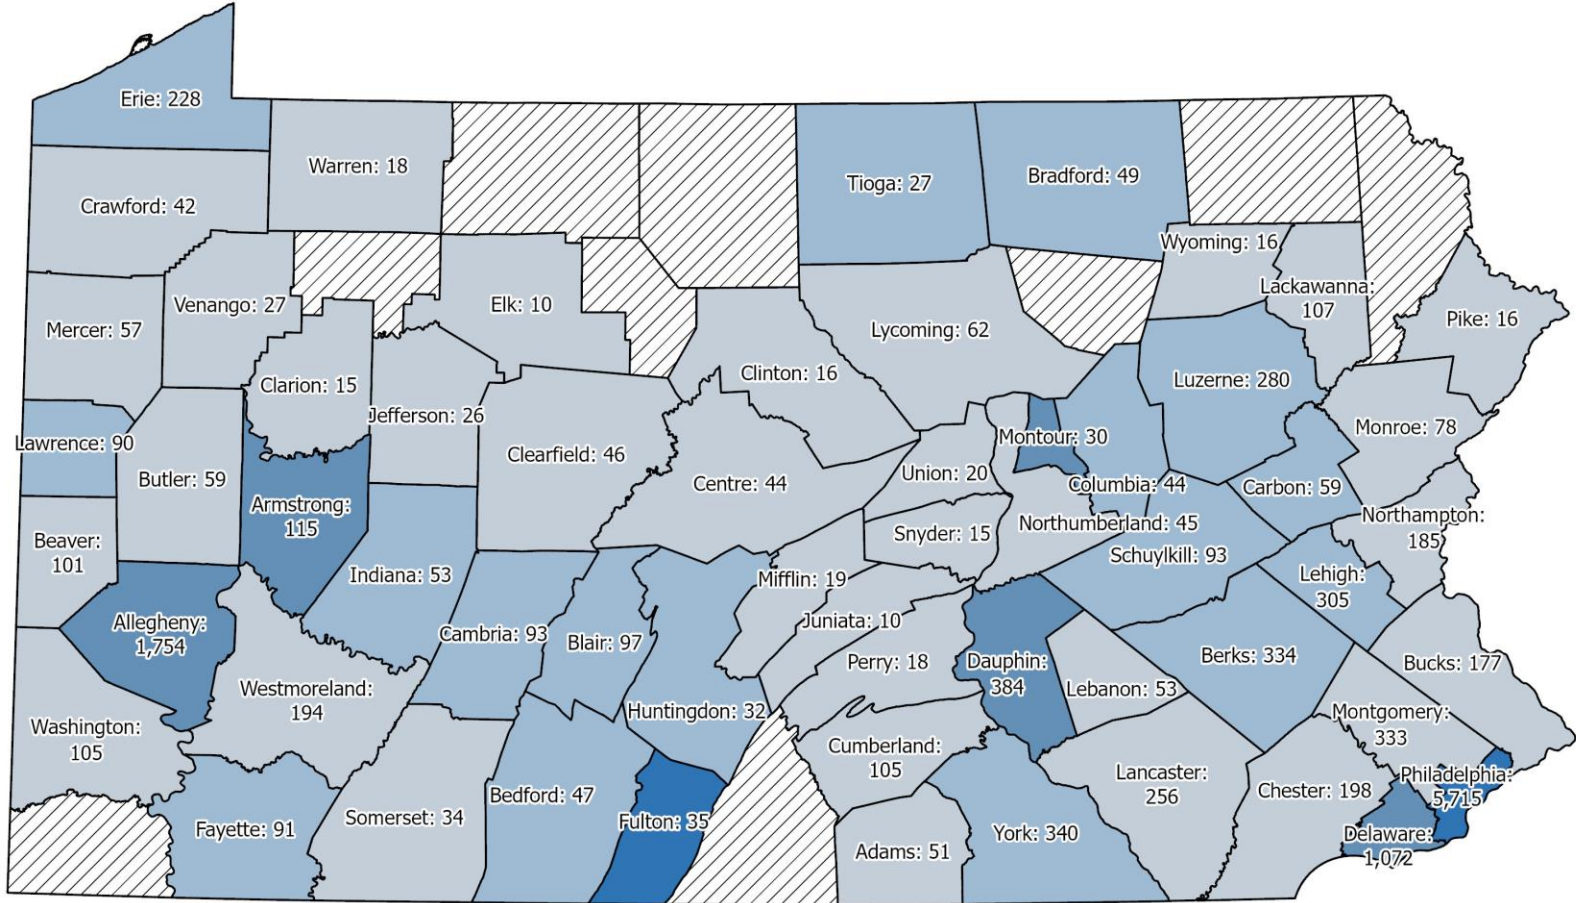 Erie: 228
Warren: 18
Crawford: 42
Tioga: 27
Bradford: 49
Wyoming: 16
Lackawanna:
107
Pike: 16
Venango: 27
Elk: 10
Mercer: 57
Lycoming: 62
Clinton: 16
Luzerne: 280
Clarion: 15
Jefferson: 26
Monroe: 78
Lawrence: 90
Butler: 59
Clearfield: 46
Centre: 44
Union: 20
Montour: 30
Columbia: 44
Carbon: 59
Armstrong:
115
Snyder: 15
Northumberland: 45
Northampton:
185
Beaver:
101
Indiana: 53
Mifflin: 19
Schuylkill: 93
Lehigh:
305
Allegheny:
1,754
Cambria: 93
Blair: 97
Juniata: 10
Perry: 18
Dauphin:
384
Lebanon: 53
Berks: 334
Bucks: 177
Westmoreland:
194
Huntingdon: 32
Montgomery:
333
Washington:
105
Cumberland:
105
Lancaster:
256
Chester: 198
Philadelphia:
5,715
Fayette: 91
Somerset: 34
Bedford: 47
Fulton: 35
Adams: 51
York: 340
Delaware:
1,072